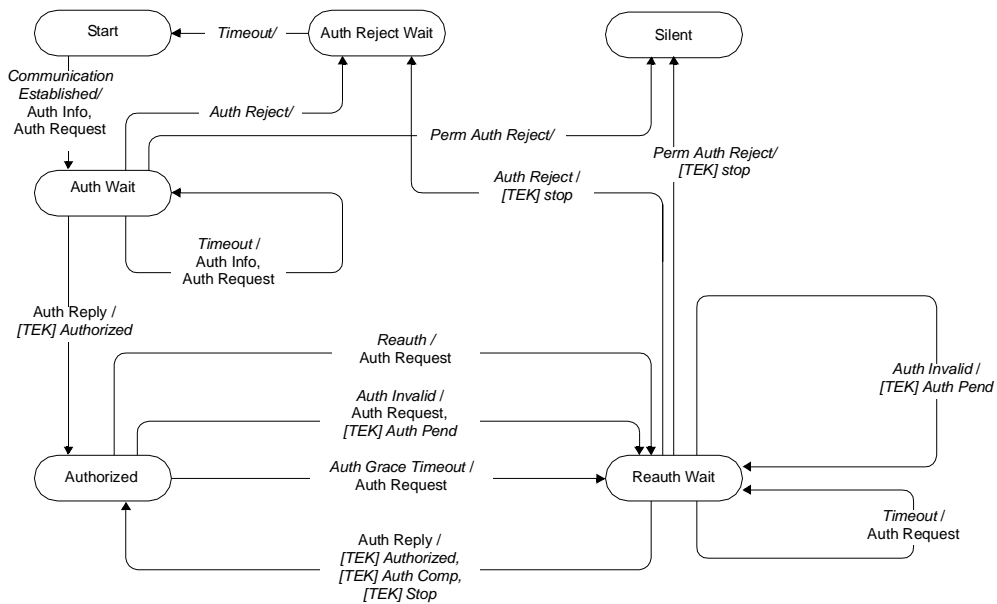 Start
Timeout/
Auth Reject Wait
Silent
Communication
Established/
Auth Info,
Auth Request
Auth Reject/
Perm Auth Reject/
Perm Auth Reject/
[TEK] stop
Auth Reject /
[TEK] stop
Auth Wait
Timeout /
Auth Info,
Auth Request
Auth Reply /
[TEK] Authorized
Reauth /
Auth Request
Auth Invalid /
[TEK] Auth Pend
Auth Invalid /
Auth Request,
[TEK] Auth Pend
Authorized
Auth Grace Timeout /
Auth Request
Reauth Wait
Timeout /
Auth Request
Auth Reply /
[TEK] Authorized,
[TEK] Auth Comp,
[TEK] Stop